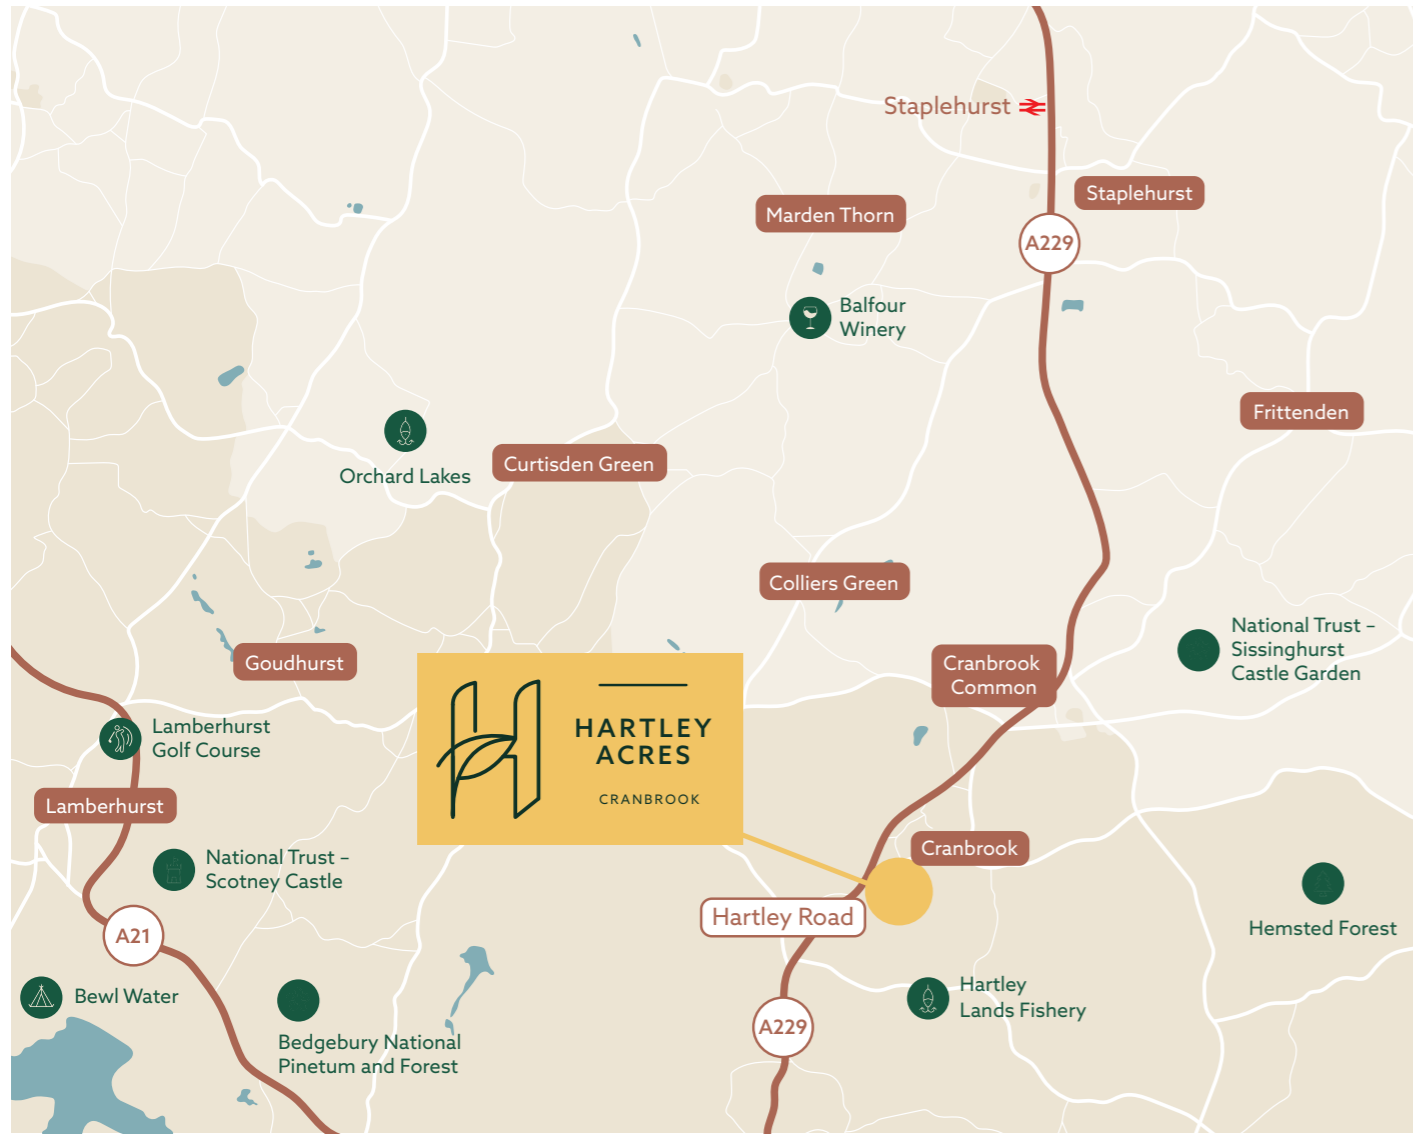 Staplehurst
Staplehurst
Marden Thorn
A229
Balfour
Winery
Frittenden
Orchard Lakes
Curtisden Green
Colliers Green
National Trust –
Sissinghurst
Castle Garden
Goudhurst
Cranbrook
Common
HARTLEY
ACRES
CRANBROOK
Lamberhurst
Golf Course
Lamberhurst
Cranbrook
National Trust –
Scotney Castle
Hartley Road
Hemsted Forest
A21
Bewl Water
Hartley
Lands Fishery
A229
Bedgebury National
Pinetum and Forest